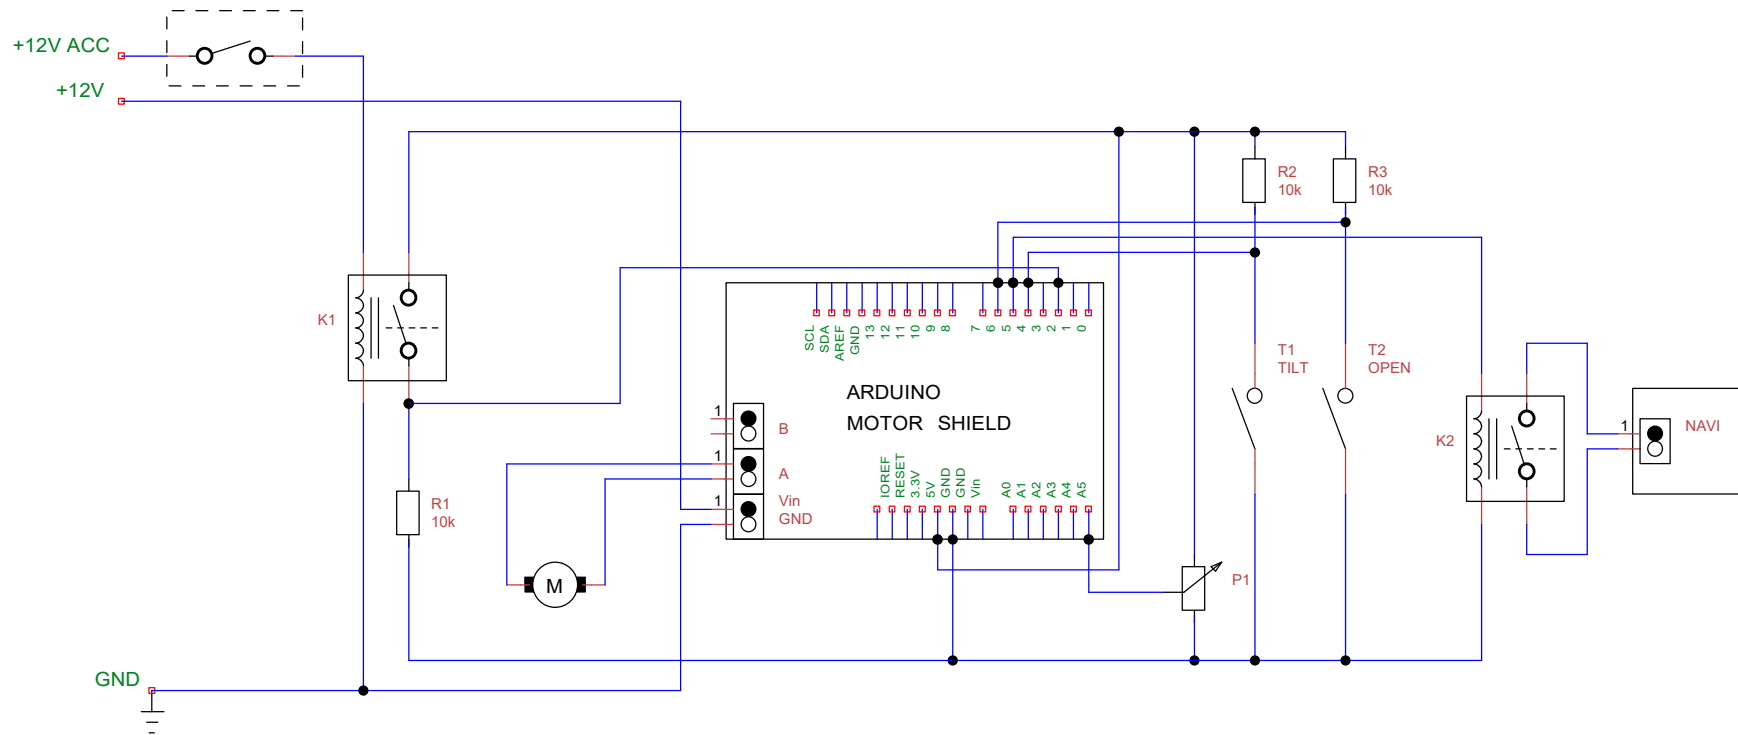 +12V ACC
+12V
R2
10k
R3
10k
K1
SCL
SDA
AREF
GND
13
12
11
10
9
8
7
6
5
4
3
2
1
0
T1
TILT
T2
OPEN
ARDUINO
MOTOR SHIELD
1
B
1
A
1
Vin
GND
IOREF
RESET
3.3V
5V
GND
GND
Vin
A0
A1
A2
A3
A4
A5
K2
1
NAVI
R1
10k
M
P1
GND